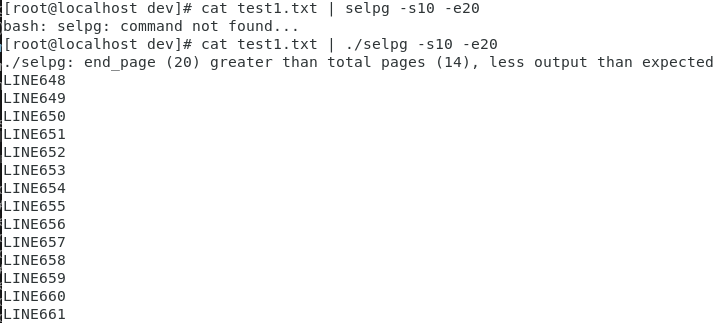 [root@localhost dev]# cat test1.txt | selpg -s10 -e20
bash: selpg: command not found...
[root@localhost dev]# cat test1.txt | ./selpg -s10 -e20
./selpg: end_page (20) greater than total pages (14), less output than expected
LINE648
LINE649
LINE650
LINE651
LINE652
LINE653
LINE654
LINE655
LINE656
LINE657
LINE658
LINE659
LINE660
LINE661